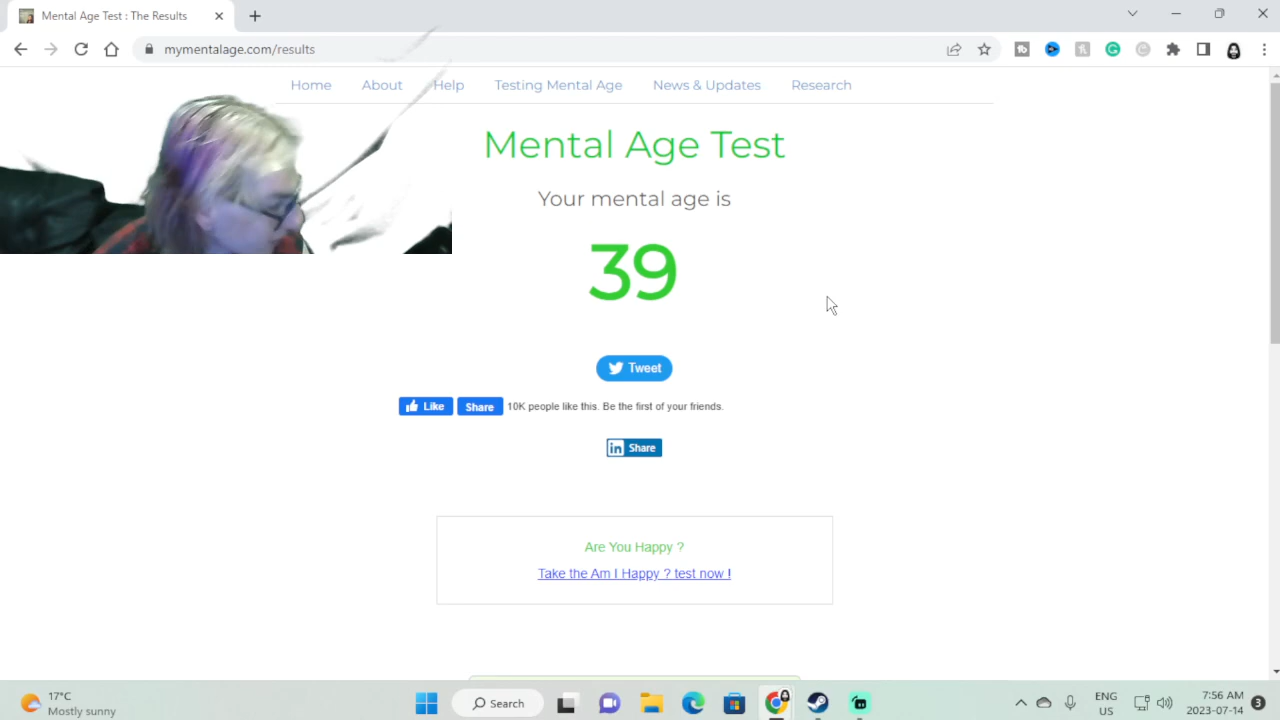 Mental Age Test : The Results
mymentalage.com/results
Home About Help Testing Mental Age News & Updates Research
Mental Age Test
Your mental age is
39
Tweet
Like Share 10K people like this. Be the first of your friends.
in Share
Are You Happy ?
Take the Am I Happy ? test now !
17°C
Mostly sunny
Search
ENG
US
7:56 AM
2023-07-14
3